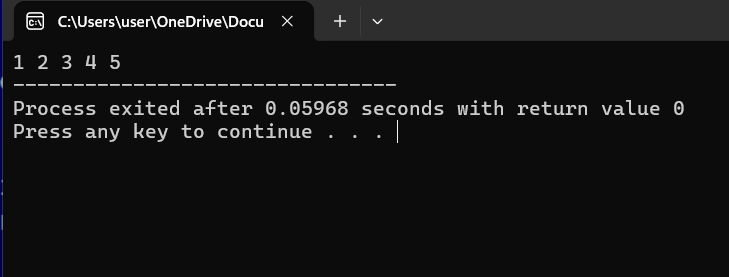 C:\Users\user\OneDrive\Docu
1 2 3 4 5
--------------------------------
Process exited after 0.05968 seconds with return value 0
Press any key to continue . . .